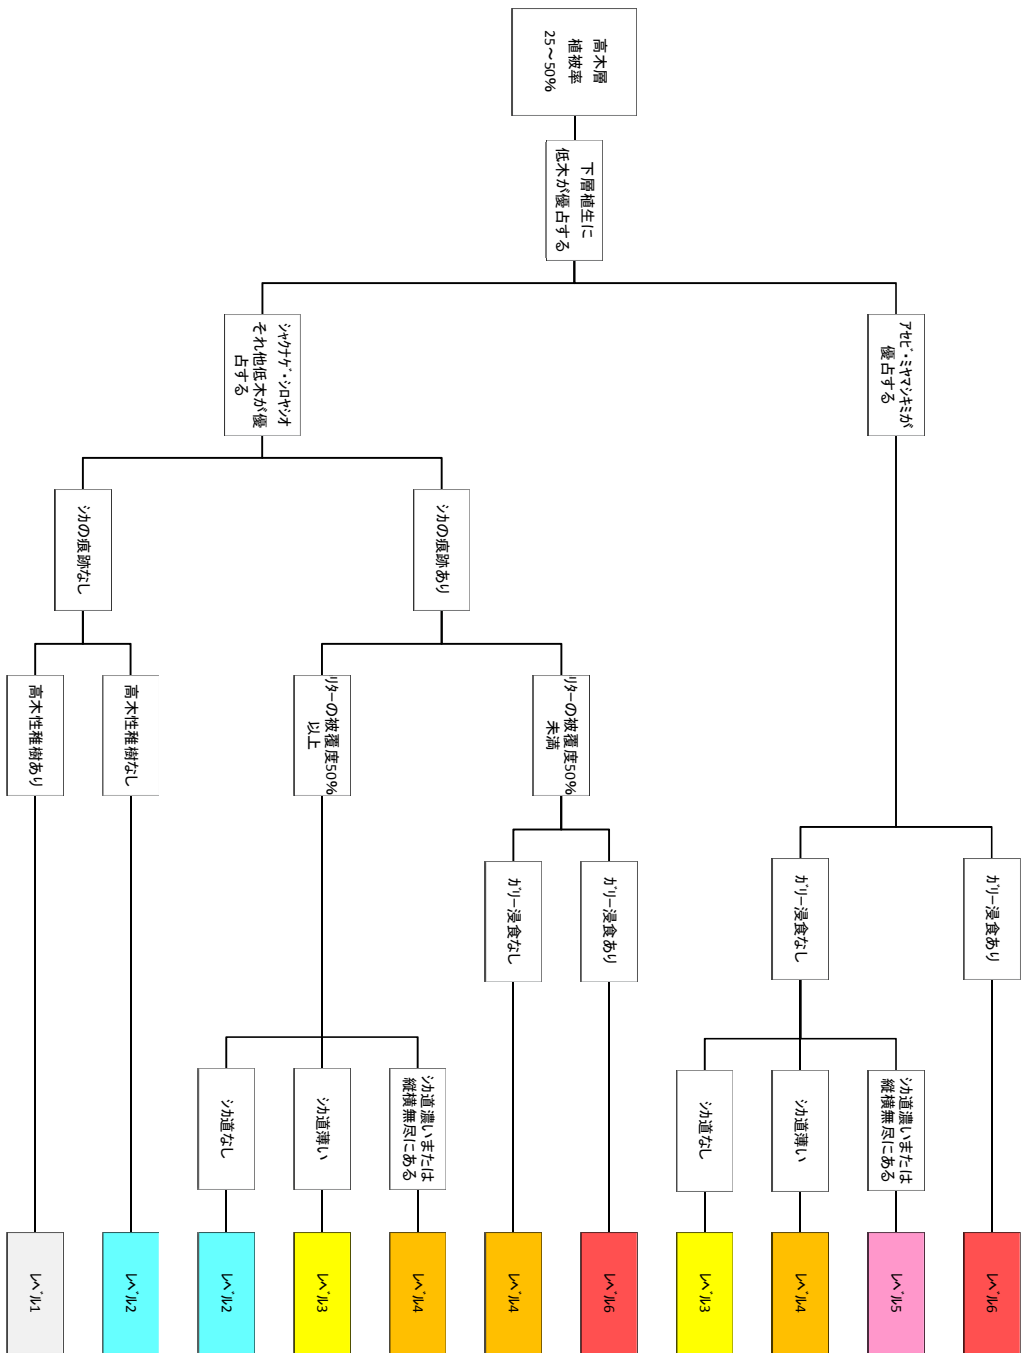 高木層
植被率
25～50%
下層植生に
低木が優占する
ｼｬｸﾅｹﾞ・ｼﾛﾔｼｵ
それ他低木が優
占する
ｱｾﾋﾞ・ﾐﾔﾏｼｷﾐが
優占する
ｼｶの痕跡なし
ｼｶの痕跡あり
高木性稚樹あり
高木性稚樹なし
ﾘﾀｰの被覆度50%
以上
ﾘﾀｰの被覆度50%
未満
ｶﾞﾘｰ浸食なし
ｶﾞﾘｰ浸食あり
ｶﾞﾘｰ浸食なし
ｶﾞﾘｰ浸食あり
ｼｶ道なし
ｼｶ道薄い
ｼｶ道濃いまたは
縦横無尽にある
ｼｶ道なし
ｼｶ道薄い
ｼｶ道濃いまたは
縦横無尽にある
ﾚﾍﾞﾙ1
ﾚﾍﾞﾙ2
ﾚﾍﾞﾙ2
ﾚﾍﾞﾙ3
ﾚﾍﾞﾙ4
ﾚﾍﾞﾙ4
ﾚﾍﾞﾙ6
ﾚﾍﾞﾙ3
ﾚﾍﾞﾙ4
ﾚﾍﾞﾙ5
ﾚﾍﾞﾙ6